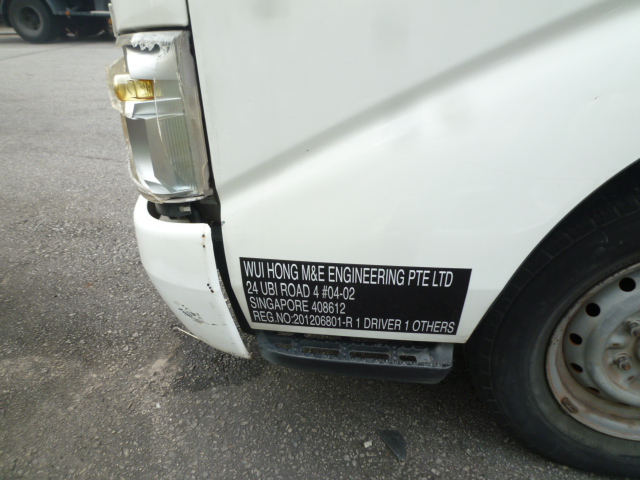 WUI HONG M&E ENGINEERING PTE LTD
24 UBI ROAD 4 #04-02
SINGAPORE 408612
REG.NO:201206801-R 1 DRIVER 1 OTHERS